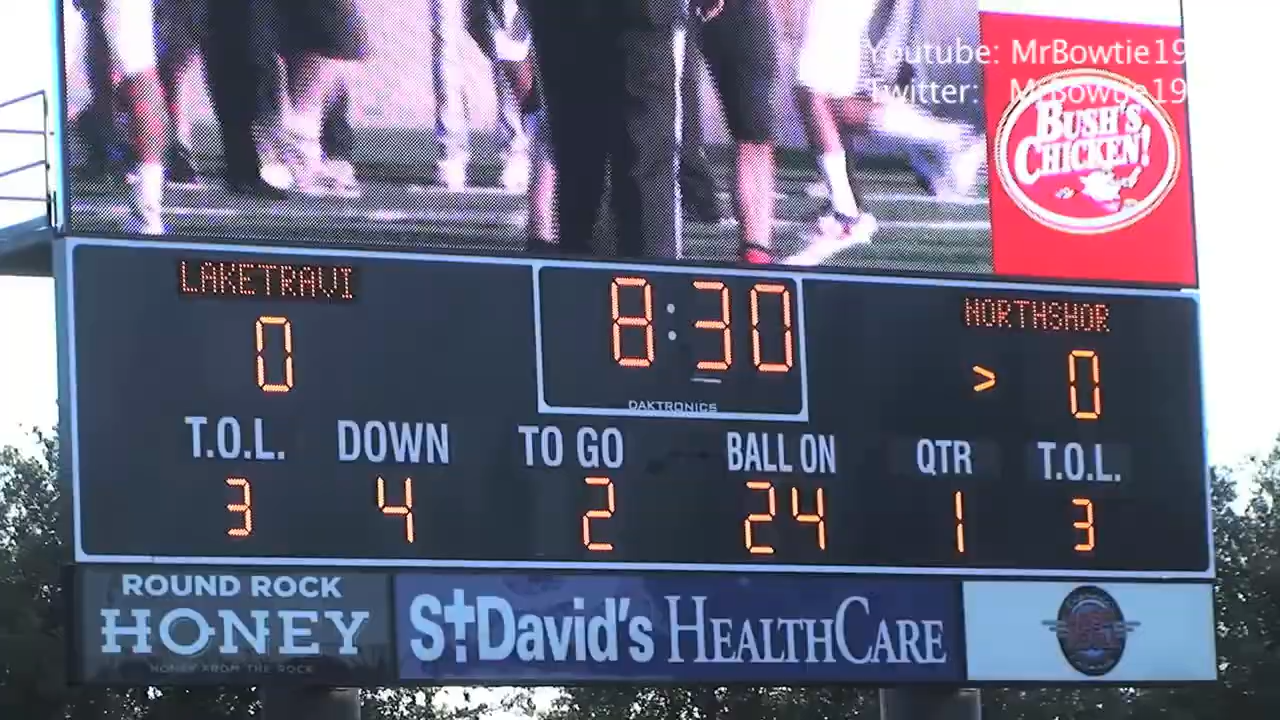 Youtube: MrBowtie19
Twitter: MrBowtie19
BUSH'S
CHICKEN!
LAKETRAVI
8:30
NORTHSHOR
0
> 0
DAKTRONICS
T.O.L. DOWN TO GO BALL ON QTR T.O.L.
3 4 2 24 1 3
ROUND ROCK
HONEY
HONEY FROM THE ROCK
St David's HEALTHCARE